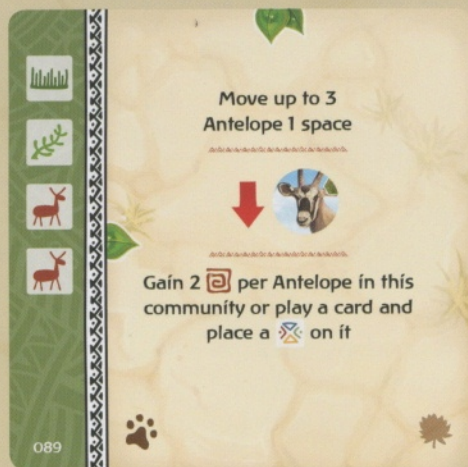 Move up to 3
Antelope 1 space
Gain 2 per Antelope in this
community or play a card and
place a on it
089